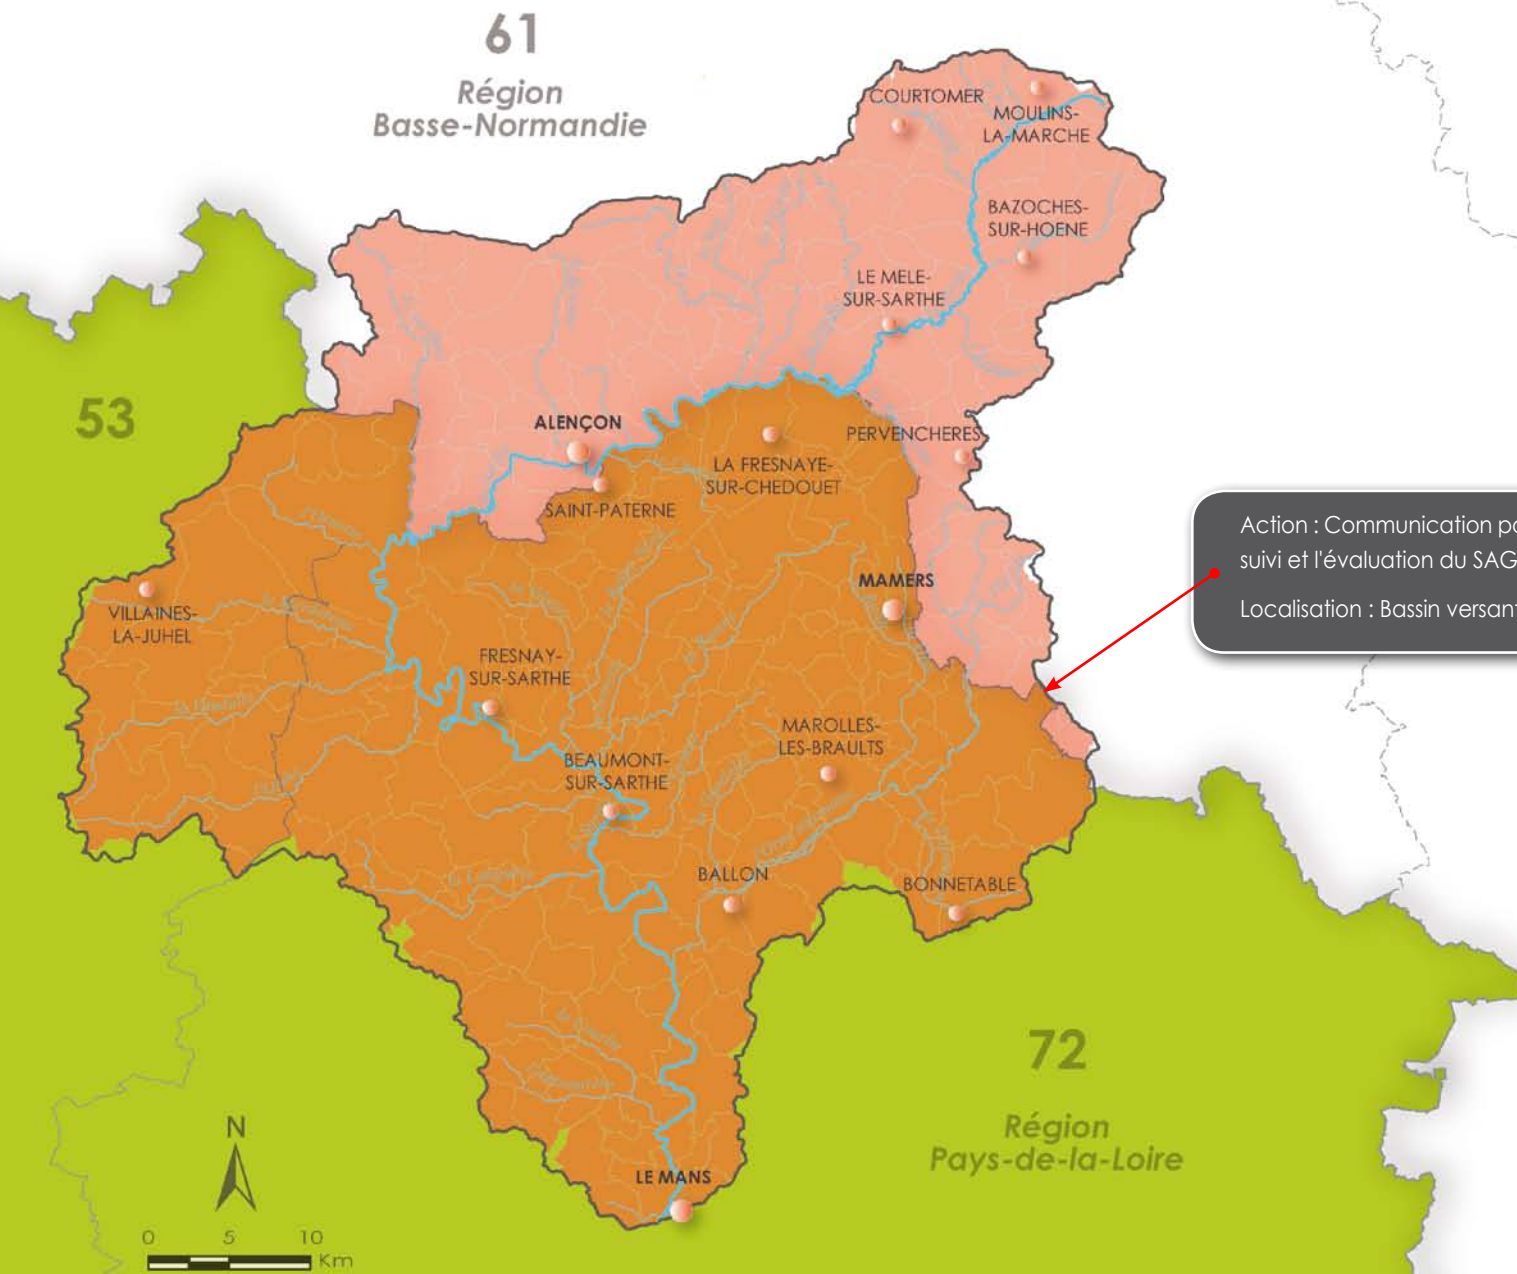 61
Région
Basse-Normandie
COURTOMER
MOULINS-
LA-MARCHE
BAZOCHES-
SUR-HOENE
LE MELE-
SUR-SARTHE
53
ALENÇON
PERVENCHERES
LA FRESNAYE-
SUR-CHEDOUET
SAINT-PATERNE
Action : Communication
suivi et l'évaluation du SAG
Localisation : Bassin versant
MAMERS
VILLAINES-
LA-JUHEL
FRESNAY-
SUR-SARTHE
MAROLLES-
LES-BRAULTS
BEAUMONT-
SUR-SARTHE
BALLON
BONNETABLE
72
Région
Pays-de-la-Loire
LE MANS
N
0 5 10
Km